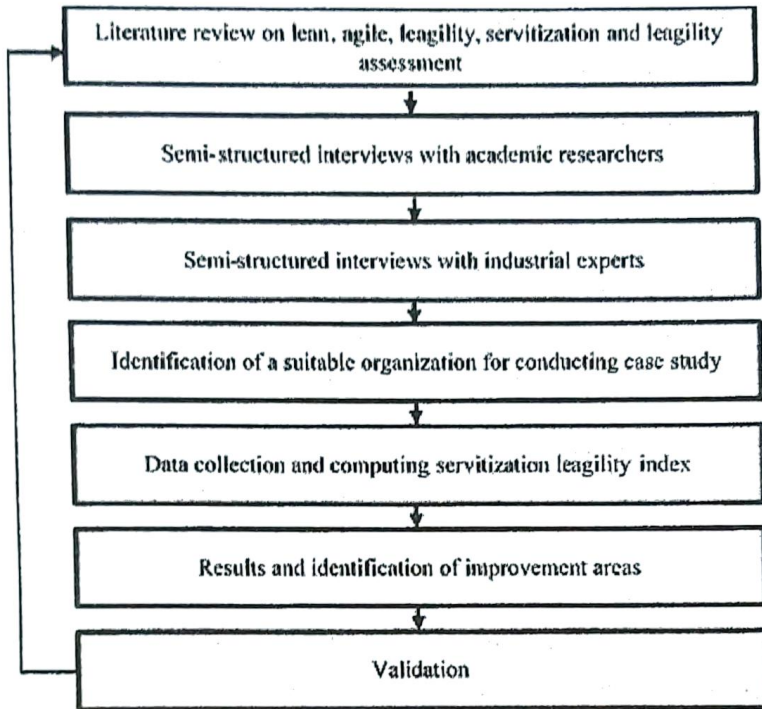 Literature review on lean, agile, leagility, servitization and leagility
assessment
Semi-structured interviews with academic researchers
Semi-structured interviews with industrial experts
Identification of a suitable organization for conducting case study
Data collection and computing servitization leagility index
Results and identification of improvement areas
Validation